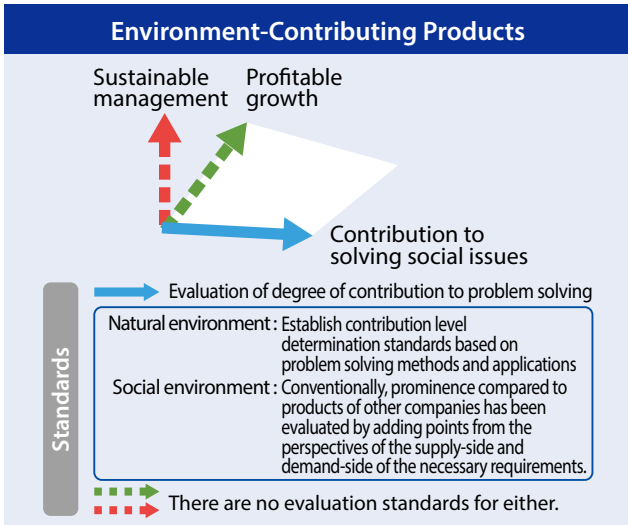 Environment-Contributing Products
Sustainable management
Profitable growth
Contribution to
solving social issues
Standards
Evaluation of degree of contribution to problem solving
Natural environment : Establish contribution level
determination standards based on
problem solving methods and applications
Social environment : Conventionally, prominence compared to
products of other companies has been
evaluated by adding points from the
perspectives of the supply-side and
demand-side of the necessary requirements.
There are no evaluation standards for either.